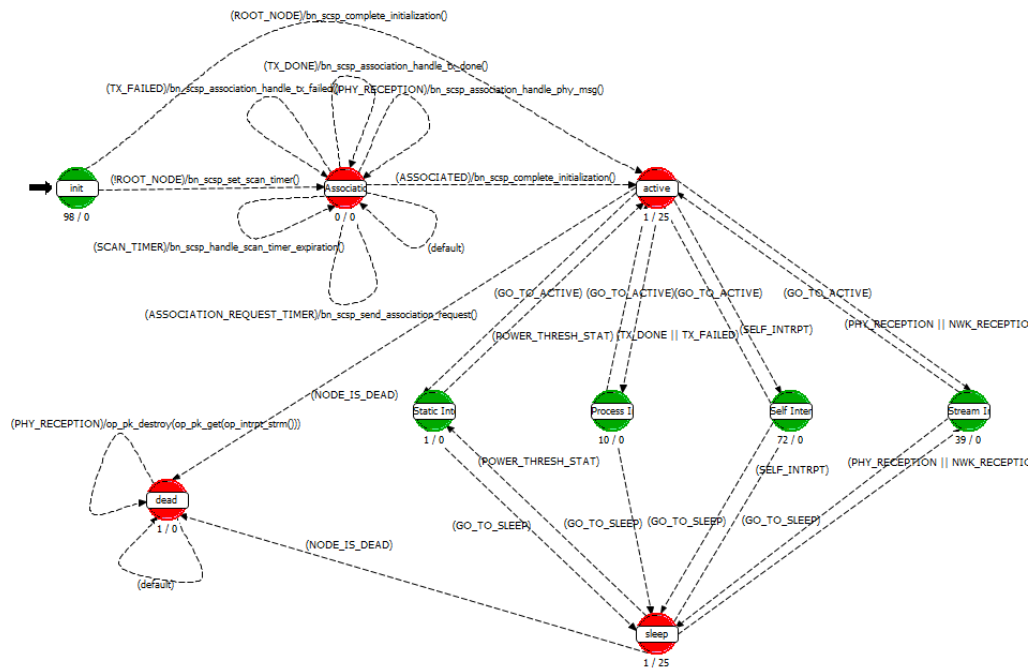 (ROOT_NODE)/bn_scsp_complete_initialization()
(TX_DONE)/bn_scsp_association_handle_tx_done()
(TX_FAILED)/bn_scsp_association_handle_tx_failed()
(PHY_RECEPTION)/bn_scsp_association_handle_phy_msg()
init
98 / 0
(!ROOT_NODE)/bn_scsp_set_scan_timer()
Associatio
0 / 0
(ASSOCIATED)/bn_scsp_complete_initialization()
active
1 / 25
(SCAN_TIMER)/bn_scsp_handle_scan_timer_expiration()
(default)
(ASSOCIATION_REQUEST_TIMER)/bn_scsp_send_association_request()
(GO_TO_ACTIVE)
(GO_TO_ACTIVE)
(GO_TO_ACTIVE)
(GO_TO_ACTIVE)
(POWER_THRESH_STAT)
(TX_DONE || TX_FAILED)
(SELF_INTRPT)
(PHY_RECEPTION || NWK_RECEPTION
(NODE_IS_DEAD)
Static Int
1 / 0
Process I
10 / 0
Self Inter
72 / 0
Stream I
39 / 0
(PHY_RECEPTION)/op_pk_destroy(op_pk_get(op_intrpt_strm()))
(POWER_THRESH_STAT)
(SELF_INTRPT)
(PHY_RECEPTION || NWK_RECEPTION
dead
1 / 0
(GO_TO_SLEEP)
(GO_TO_SLEEP)
(GO_TO_SLEEP)
(GO_TO_SLEEP)
(NODE_IS_DEAD)
(default)
sleep
1 / 25